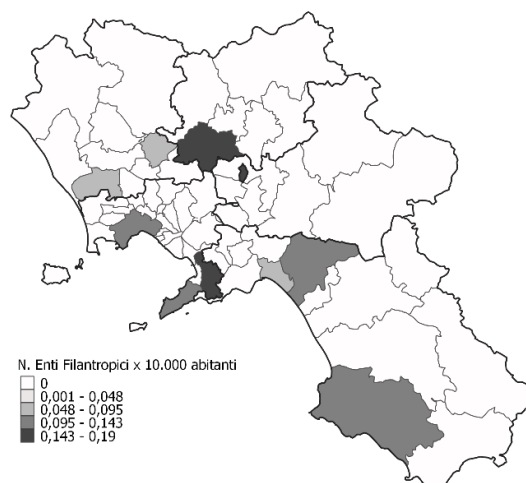 N. Enti Filantropici x 10.000 abitanti
0
0,001 - 0,048
0,048 - 0,095
0,095 - 0,143
0,143 - 0,19